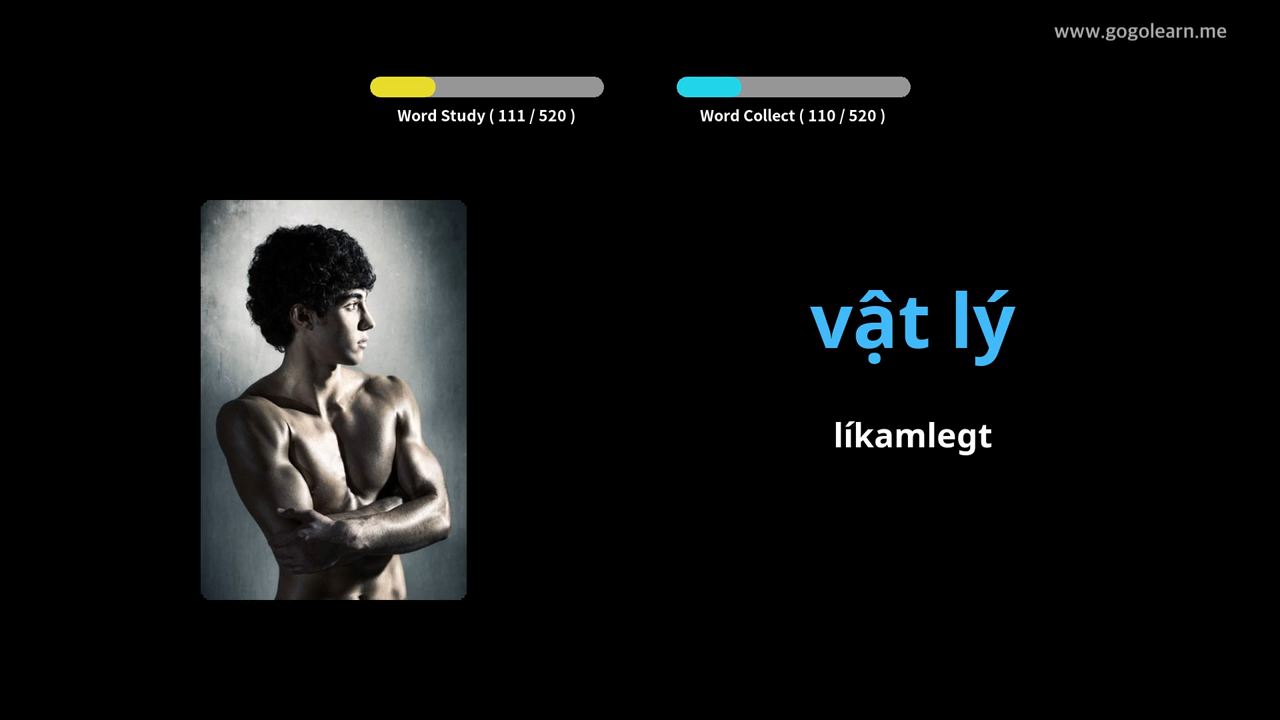 www.gogolearn.me
Word Study ( 111 / 520 )
Word Collect ( 110 / 520 )
vật lý
líkamlegt